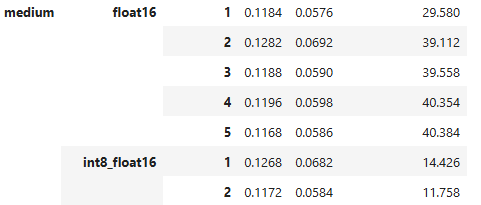 medium float16 1 0.1184 0.0576 29.580
2 0.1282 0.0692 39.112
3 0.1188 0.0590 39.558
4 0.1196 0.0598 40.354
5 0.1168 0.0586 40.384
int8_float16 1 0.1268 0.0682 14.426
2 0.1172 0.0584 11.758